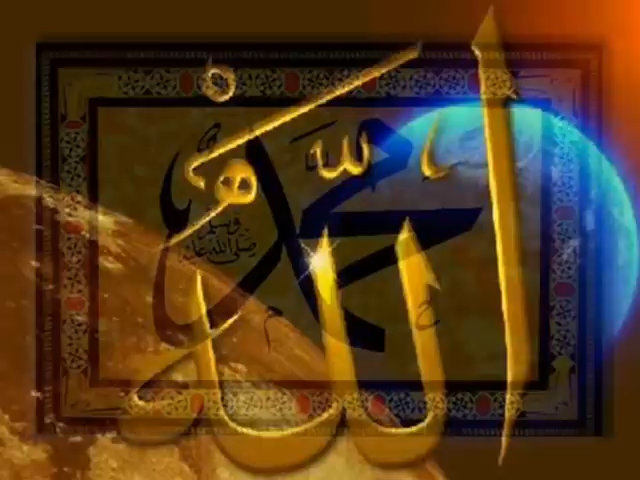 الله
محمد
صلى الله عليه
وسلم